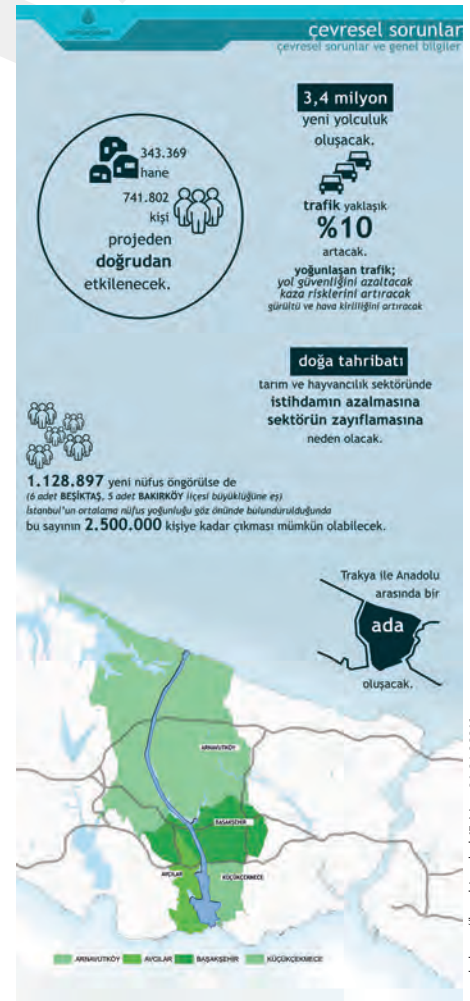 çevresel sorunlar
çevresel sorunlar ve genel bilgiler
343.369
hane
741.802
kişi
projeden
doğrudan
etkilenecek.
3,4 milyon
yeni yolculuk
oluşacak.
trafik yaklaşık
%10
artacak.
yoğunlaşan trafik;
yol güvenliğini azaltacak
kaza risklerini artıracak
gürültü ve hava kirliliğini artıracak
doğa tahribatı
tarım ve hayvancılık sektöründe
istihdamın azalmasına
sektörün zayıflamasına
neden olacak.
1.128.897 yeni nüfus öngörülse de
(6 adet BEŞİKTAŞ, 5 adet BAKIRKÖY ilçesi büyüklüğüne eş)
İstanbul'un ortalama nüfus yoğunluğu göz önünde bulundurulduğunda
bu sayının 2.500.000 kişiye kadar çıkması mümkün olabilecek.
Trakya ile Anadolu
arasında bir
ada
oluşacak.
ARNAVUTKÖY
BAŞAKŞEHİR
AVCILAR
KÜÇÜKÇEKMECE
ARNAVUTKÖY AVCILAR BAŞAKŞEHİR KÜÇÜKÇEKMECE